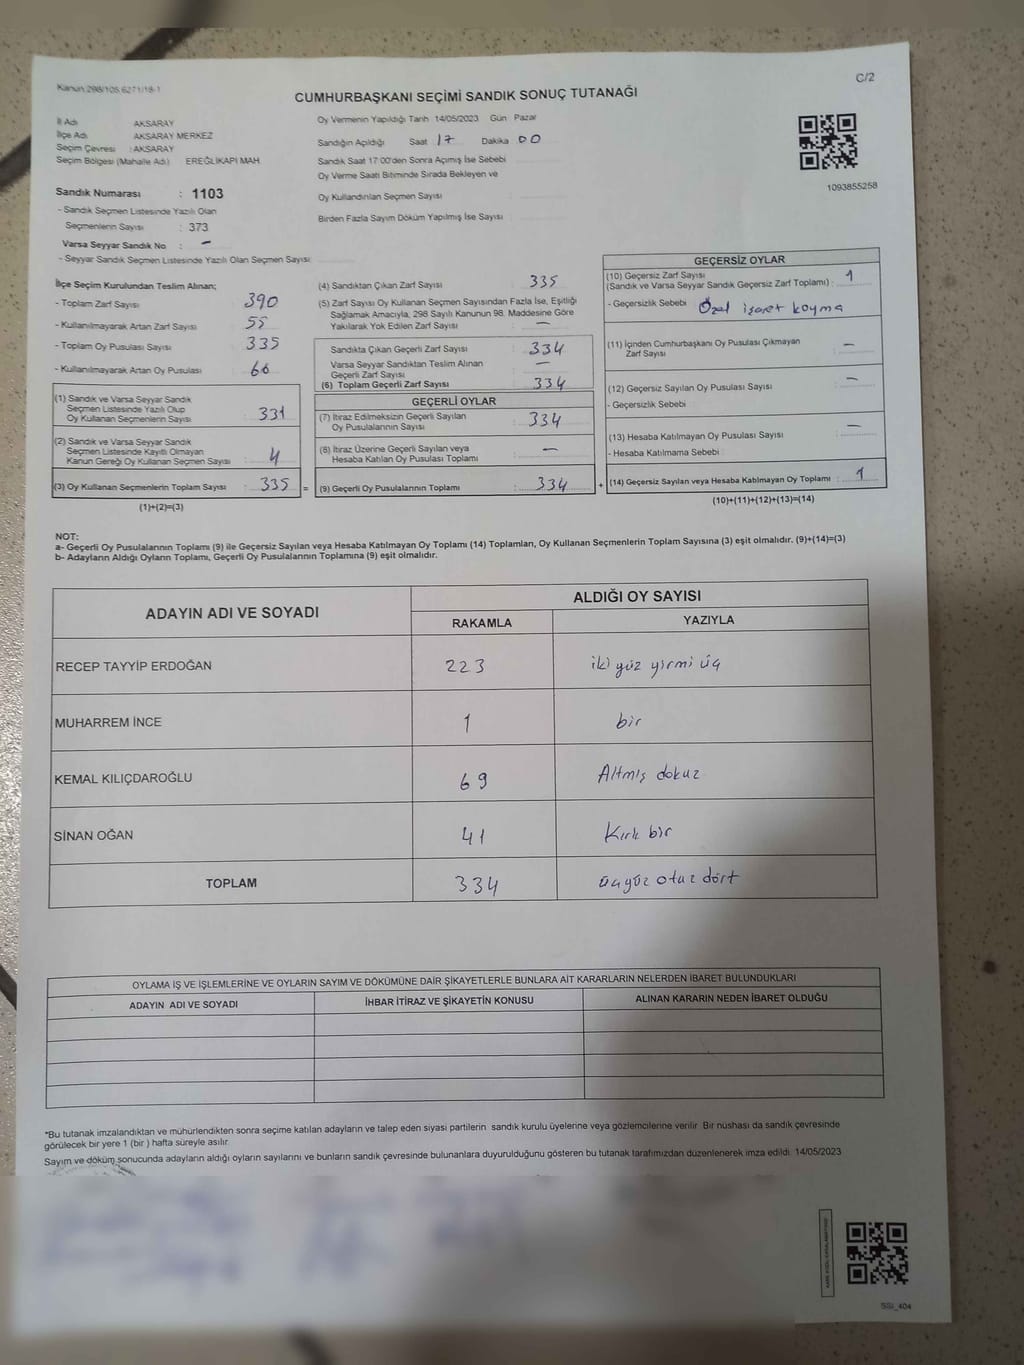 Kanun 298/105 6271/18-1
C/2
CUMHURBAŞKANI SEÇİMİ SANDIK SONUÇ TUTANAĞI
İl Adı AKSARAY
İlçe Adı AKSARAY MERKEZ
Seçim Çevresi : AKSARAY
Seçim Bölgesi (Mahalle Adı) EREĞLİKAPI MAH.
Sandık Numarası : 1103
- Sandık Seçmen Listesinde Yazılı Olan
Seçmenlerin Sayısı : 373
Varsa Seyyar Sandık No : -
- Seyyar Sandık Seçmen Listesinde Yazılı Olan Seçmen Sayısı:
Oy Vermenin Yapıldığı Tarih 14/05/2023 Gün Pazar
Sandığın Açıldığı Saat 17 Dakika 00
Sandık Saat 17 00'den Sonra Açımış İse Sebebi
Oy Verme Saati Bitiminde Sırada Bekleyen ve
Oy Kullandırılan Seçmen Sayısı
Birden Fazla Sayım Döküm Yapılmış İse Sayısı
1093855258
İlçe Seçim Kurulundan Teslim Alınan;
- Toplam Zarf Sayısı 390
- Kullanılmayarak Artan Zarf Sayısı 55
- Toplam Oy Pusulası Sayısı 335
- Kullanılmayarak Artan Oy Pusulası 66
(1) Sandık ve Varsa Seyyar Sandık
Seçmen Listesinde Yazılı Olup
Oy Kullanan Seçmenlerin Sayısı 331
(2) Sandık ve Varsa Seyyar Sandık
Seçmen Listesinde Kayıtlı Olmayan
Kanun Gereği Oy Kullanan Seçmen Sayısı 4
(3) Oy Kullanan Seçmenlerin Toplam Sayısı : 335 =
(1)+(2)=(3)
(4) Sandıktan Çıkan Zarf Sayısı 335
(5) Zarf Sayısı Oy Kullanan Seçmen Sayısından Fazla İse, Eşitliği
Sağlamak Amacıyla, 298 Sayılı Kanunun 98. Maddesine Göre
Yakılarak Yok Edilen Zarf Sayısı -
Sandıkta Çıkan Geçerli Zarf Sayısı 334
Varsa Seyyar Sandıktan Teslim Alınan
Geçerli Zarf Sayısı -
(6) Toplam Geçerli Zarf Sayısı 334
GEÇERLİ OYLAR
(7) İtiraz Edilmeksizin Geçerli Sayılan
Oy Pusulalarının Sayısı 334
(8) İtiraz Üzerine Geçerli Sayılan veya
Hesaba Katılan Oy Pusulası Toplamı -
(9) Geçerli Oy Pusulalarının Toplamı : 334 +
GEÇERSİZ OYLAR
(10) Geçersiz Zarf Sayısı
(Sandık ve Varsa Seyyar Sandık Geçersiz Zarf Toplamı) : 1
- Geçersizlik Sebebi Özel işaret koyma
(11) İçinden Cumhurbaşkanı Oy Pusulası Çıkmayan
Zarf Sayısı -
(12) Geçersiz Sayılan Oy Pusulası Sayısı -
- Geçersizlik Sebebi
(13) Hesaba Katılmayan Oy Pusulası Sayısı -
- Hesaba Katılmama Sebebi
(14) Geçersiz Sayılan veya Hesaba Katılmayan Oy Toplamı : 1
(10)+(11)+(12)+(13)=(14)
NOT:
a- Geçerli Oy Pusulalarının Toplamı (9) ile Geçersiz Sayılan veya Hesaba Katılmayan Oy Toplamı (14) Toplamları, Oy Kullanan Seçmenlerin Toplam Sayısına (3) eşit olmalıdır. (9)+(14)=(3)
b- Adayların Aldığı Oyların Toplamı, Geçerli Oy Pusulalarının Toplamına (9) eşit olmalıdır.
ADAYIN ADI VE SOYADI
ALDIĞI OY SAYISI
RAKAMLA YAZIYLA
RECEP TAYYİP ERDOĞAN 223 iki yüz yirmi üç
MUHARREM İNCE 1 bir
KEMAL KILIÇDAROĞLU 69 Altmış dokuz
SİNAN OĞAN 41 Kırk bir
TOPLAM 334 üçyüz otuz dört
OYLAMA İŞ VE İŞLEMLERİNE VE OYLARIN SAYIM VE DÖKÜMÜNE DAİR ŞİKAYETLERLE BUNLARA AİT KARARLARIN NELERDEN İBARET BULUNDUKLARI
ADAYIN ADI VE SOYADI İHBAR İTİRAZ VE ŞİKAYETİN KONUSU ALINAN KARARIN NEDEN İBARET OLDUĞU
*Bu tutanak imzalandıktan ve mühürlendikten sonra seçime katılan adayların ve talep eden siyasi partilerin sandık kurulu üyelerine veya gözlemcilerine verilir. Bir nüshası da sandık çevresinde
görülecek bir yere 1 (bir ) hafta süreyle asılır.
Sayım ve döküm sonucunda adayların aldığı oyların sayılarını ve bunların sandık çevresinde bulunanlara duyurulduğunu gösteren bu tutanak tarafımızdan düzenlenerek imza edildi. 14/05/2023
SSI_404